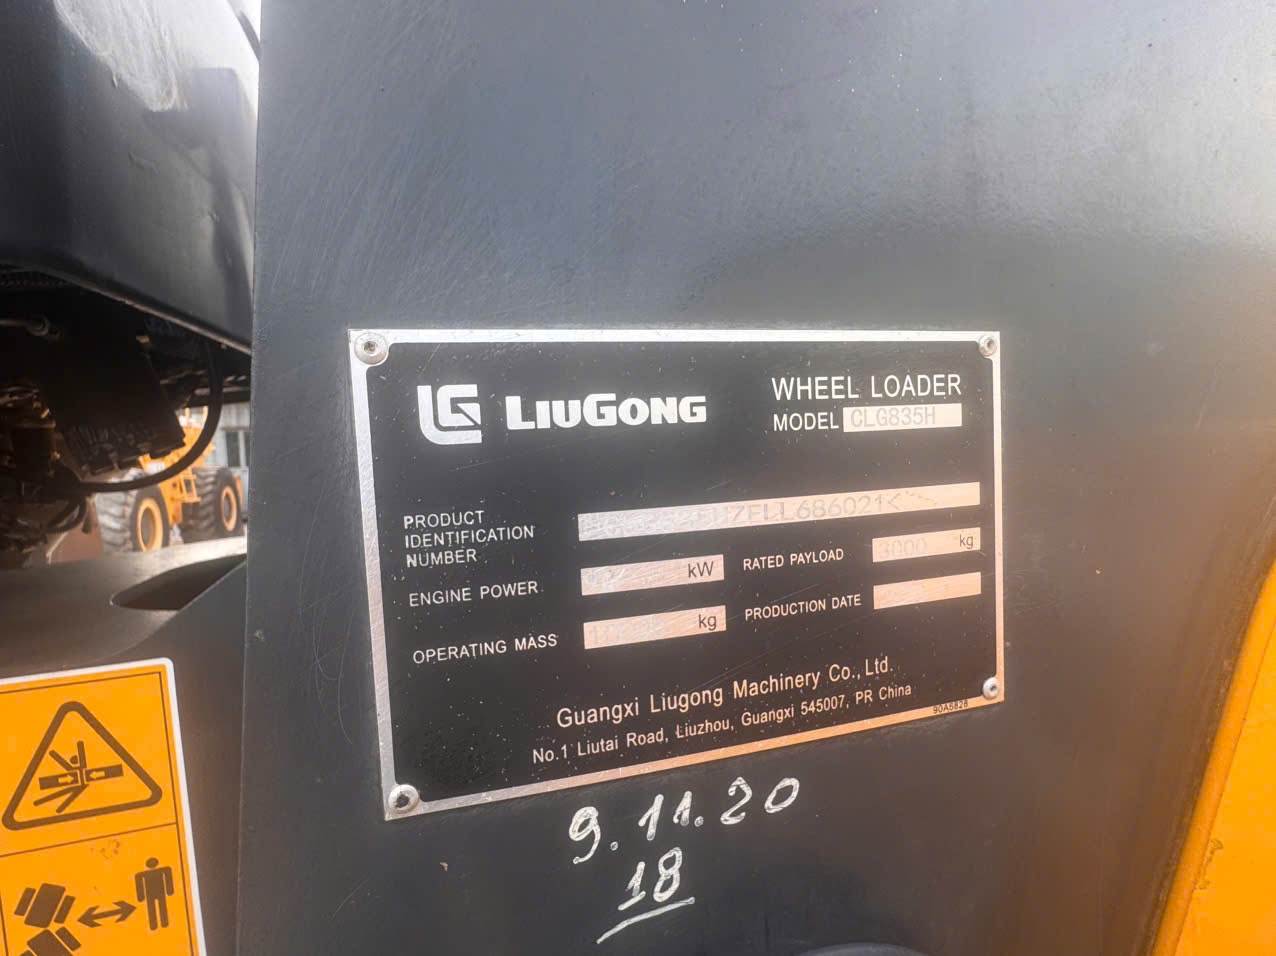 LIUGONG
WHEEL LOADER
MODEL CLG835H
PRODUCT
IDENTIFICATION
NUMBER
ENGINE POWER kW
RATED PAYLOAD 3000 kg
OPERATING MASS kg
PRODUCTION DATE
Guangxi Liugong Machinery Co., Ltd.
No.1 Liutai Road, Liuzhou, Guangxi 545007, PR China
90A6828
9.11.20
18